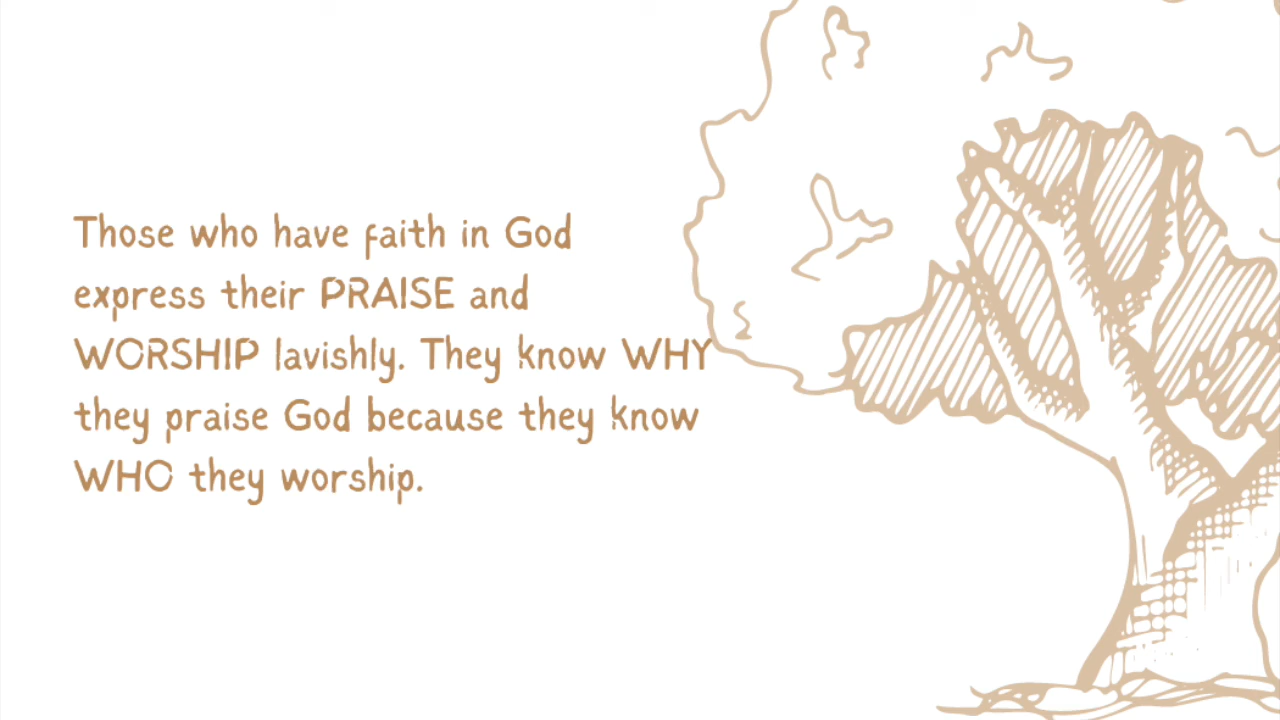 Those who have faith in God
express their PRAISE and
WORSHIP lavishly. They know WHY
they praise God because they know
WHO they worship.